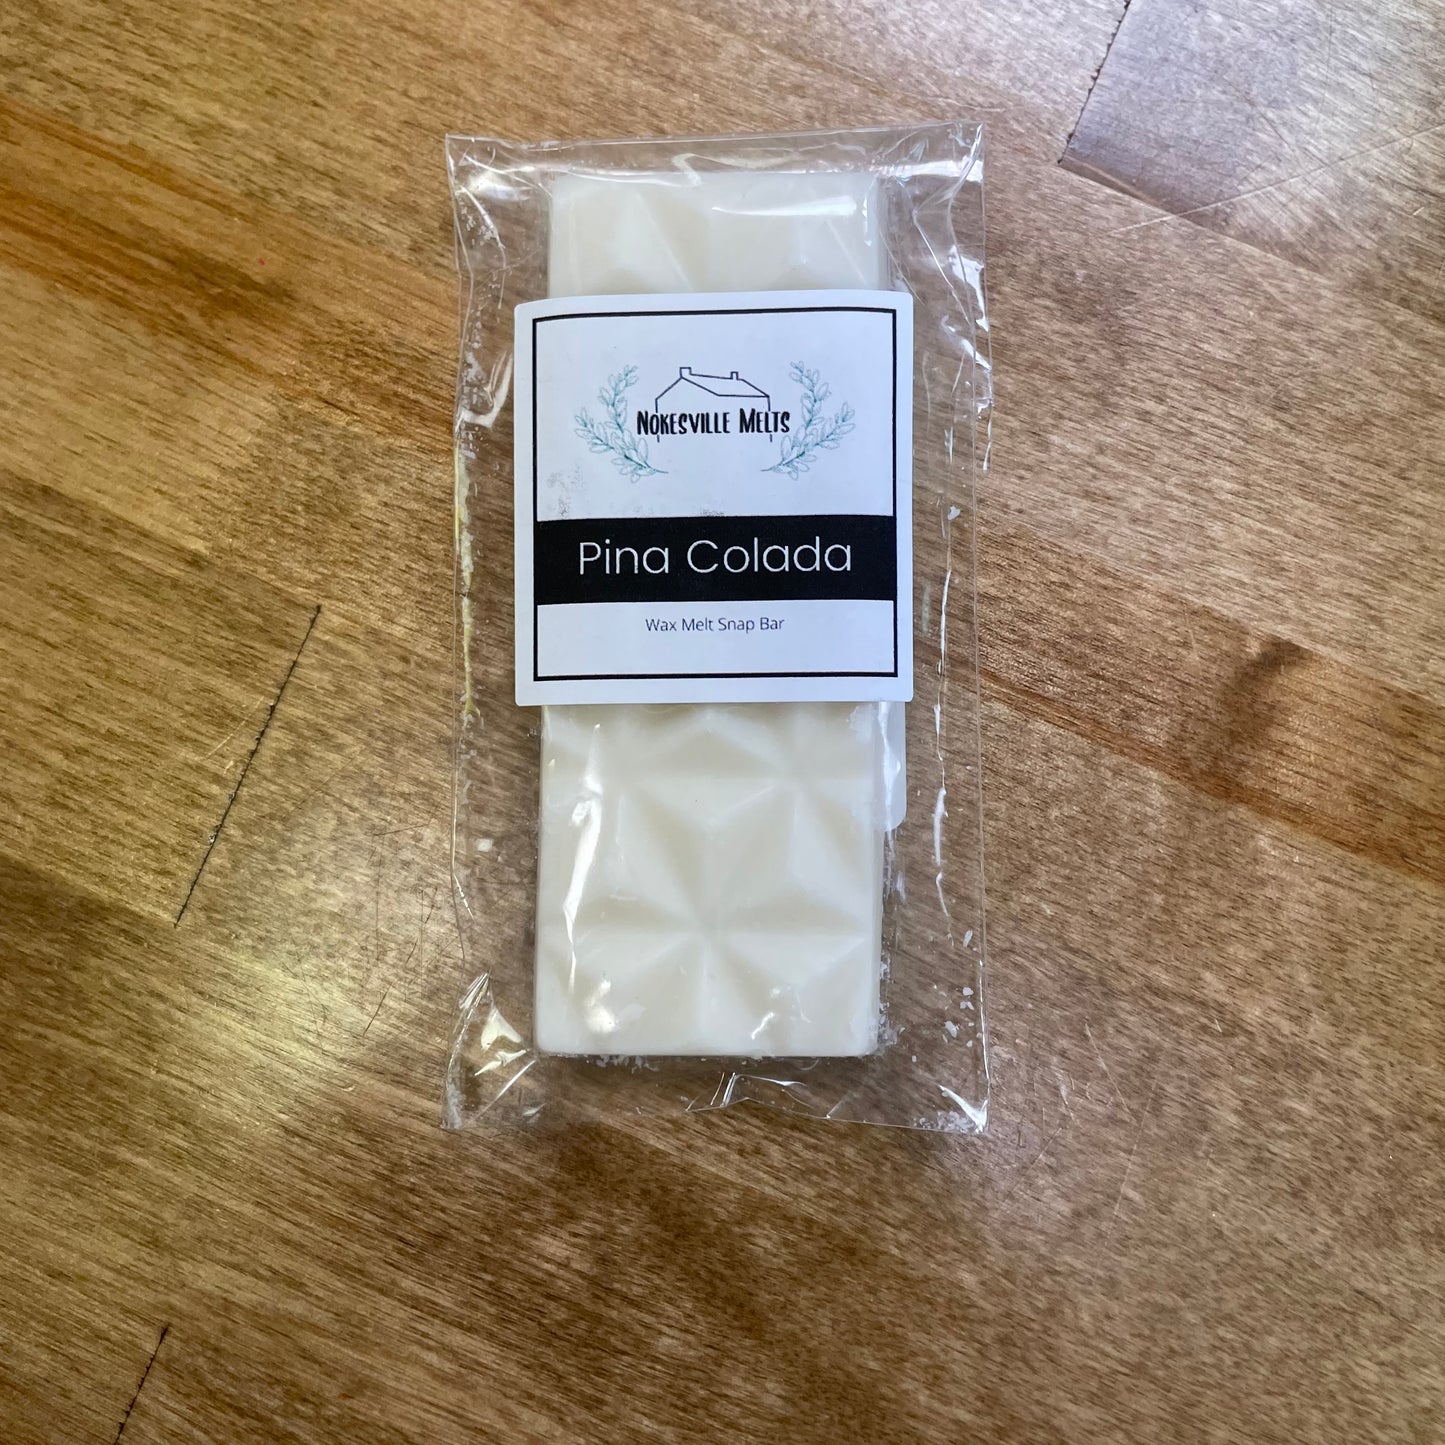 Nokesville Melts
Pina Colada
Wax Melt Snap Bar